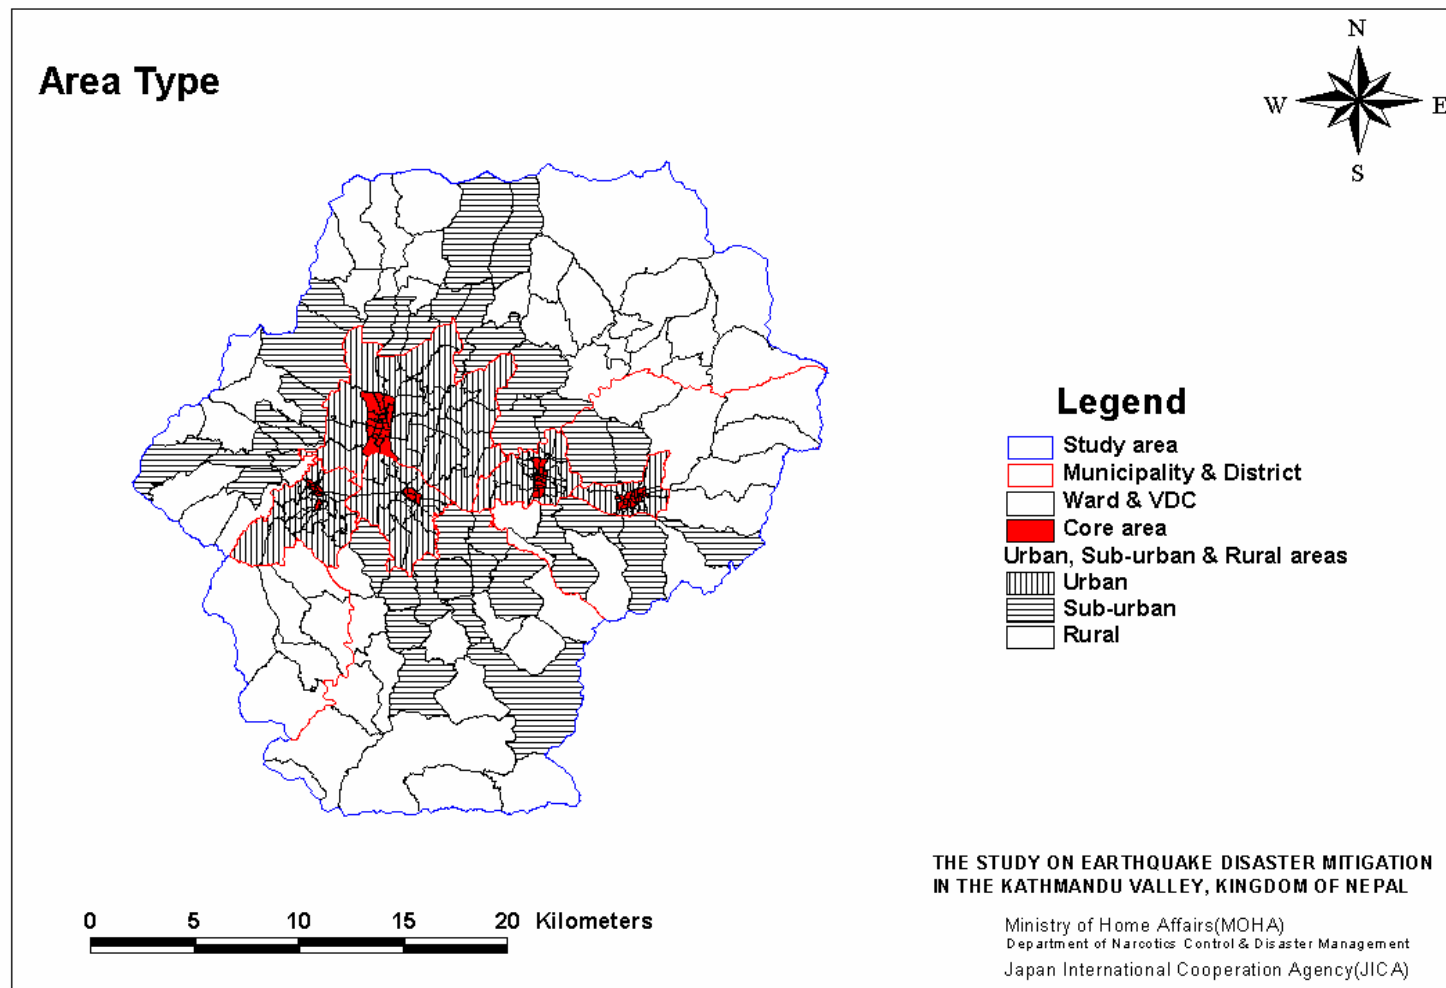 Area Type
N
W
E
S
Legend
Study area
Municipality & District
Ward & VDC
Core area
Urban, Sub-urban & Rural areas
Urban
Sub-urban
Rural
THE STUDY ON EARTHQUAKE DISASTER MITIGATION
IN THE KATHMANDU VALLEY, KINGDOM OF NEPAL
Ministry of Home Affairs(MOHA)
Department of Narcotics Control & Disaster Management
Japan International Cooperation Agency(JICA)
0 5 10 15 20 Kilometers